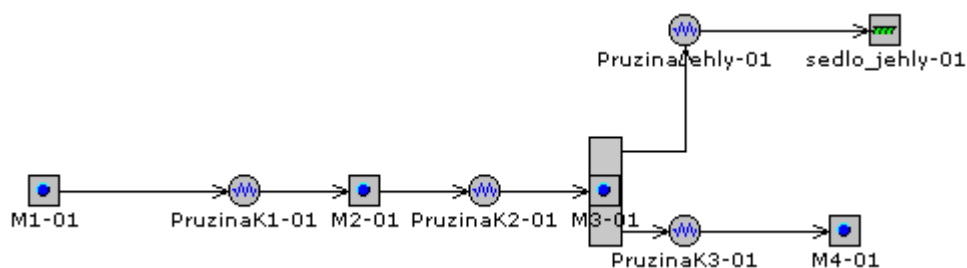 PruzinaJehly-01
sedlo_jehly-01
M1-01
PruzinaK1-01
M2-01
PruzinaK2-01
M3-01
PruzinaK3-01
M4-01